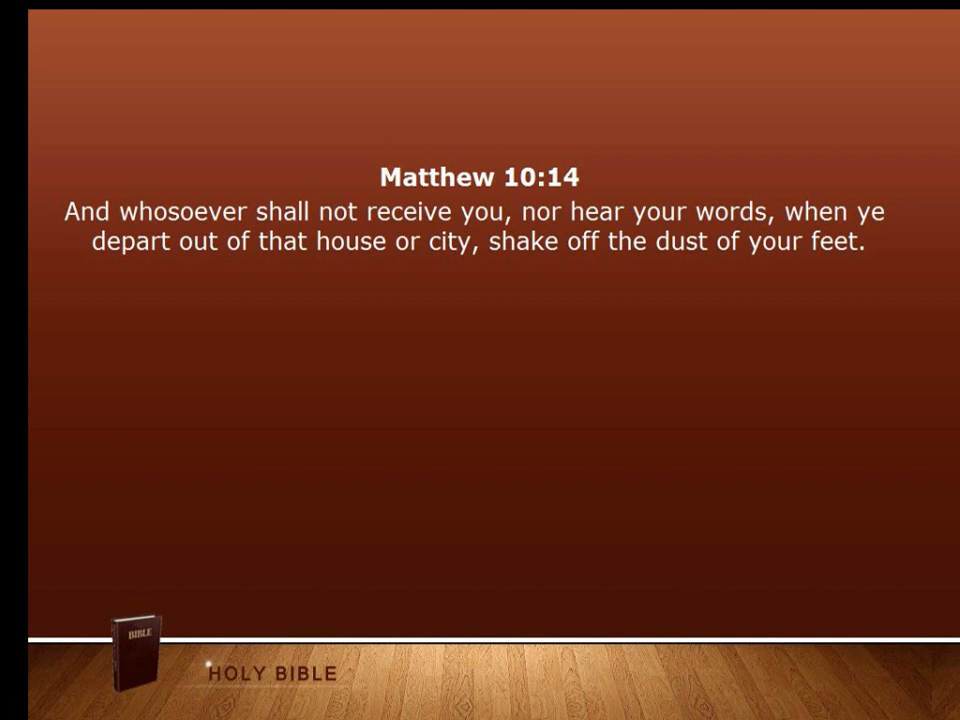 Matthew 10:14
And whosoever shall not receive you, nor hear your words, when ye
depart out of that house or city, shake off the dust of your feet.
BIBLE
HOLY BIBLE